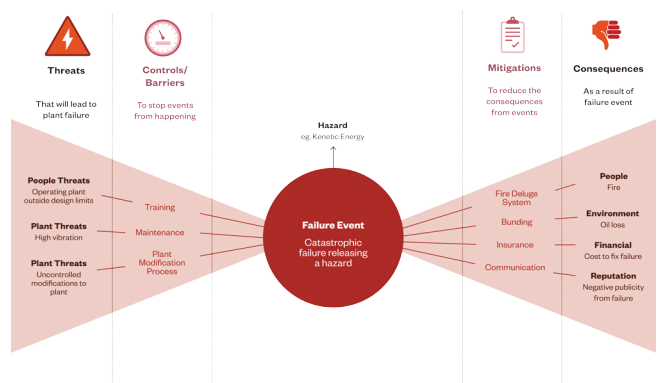 Threats
That will lead to
plant failure
Controls/
Barriers
To stop events
from happening
Mitigations
To reduce the
consequences
from events
Consequences
As a result of
failure event
Hazard
eg. Kenetic Energy
People Threats
Operating plant
outside design limits
Plant Threats
High vibration
Plant Threats
Uncontrolled
modifications to
plant
Training
Maintenance
Plant
Modification
Process
Failure Event
Catastrophic
failure releasing
a hazard
Fire Deluge
System
Bunding
Insurance
Communication
People
Fire
Environment
Oil loss
Financial
Cost to fix failure
Reputation
Negative publicity
from failure